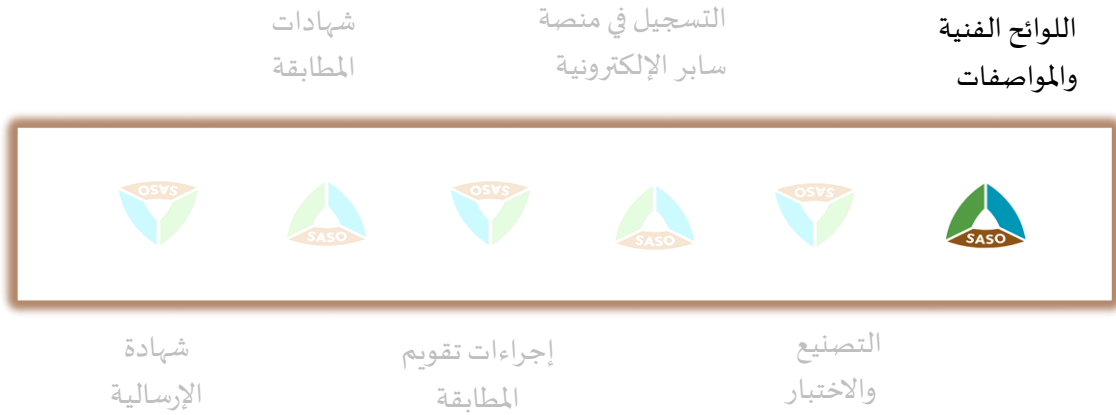 اللوائح الفنية
والمواصفات
التسجيل في منصة
سابر الإلكترونية
شهادات
المطابقة
SASO
SASO
SASO
SASO
SASO
SASO
التصنيع
والاختبار
إجراءات تقويم
المطابقة
شهادة
الإرسالية